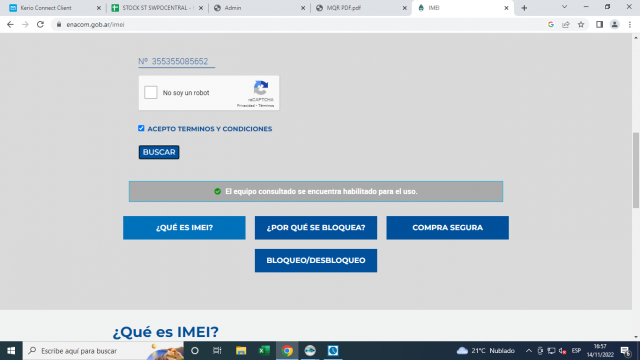 Kerio Connect Client
STOCK ST SWPOCENTRAL -
Admin
MQR PDF.pdf
IMEI
enacom.gob.ar/imei
Nº 355355085652
No soy un robot
reCAPTCHA
Privacidad - Términos
ACEPTO TERMINOS Y CONDICIONES
BUSCAR
El equipo consultado se encuentra habilitado para el uso.
¿QUÉ ES IMEI?
¿POR QUÉ SE BLOQUEA?
COMPRA SEGURA
BLOQUEO/DESBLOQUEO
¿Qué es IMEI?
Escribe aquí para buscar
21°C Nublado
ESP
16:57
14/11/2022